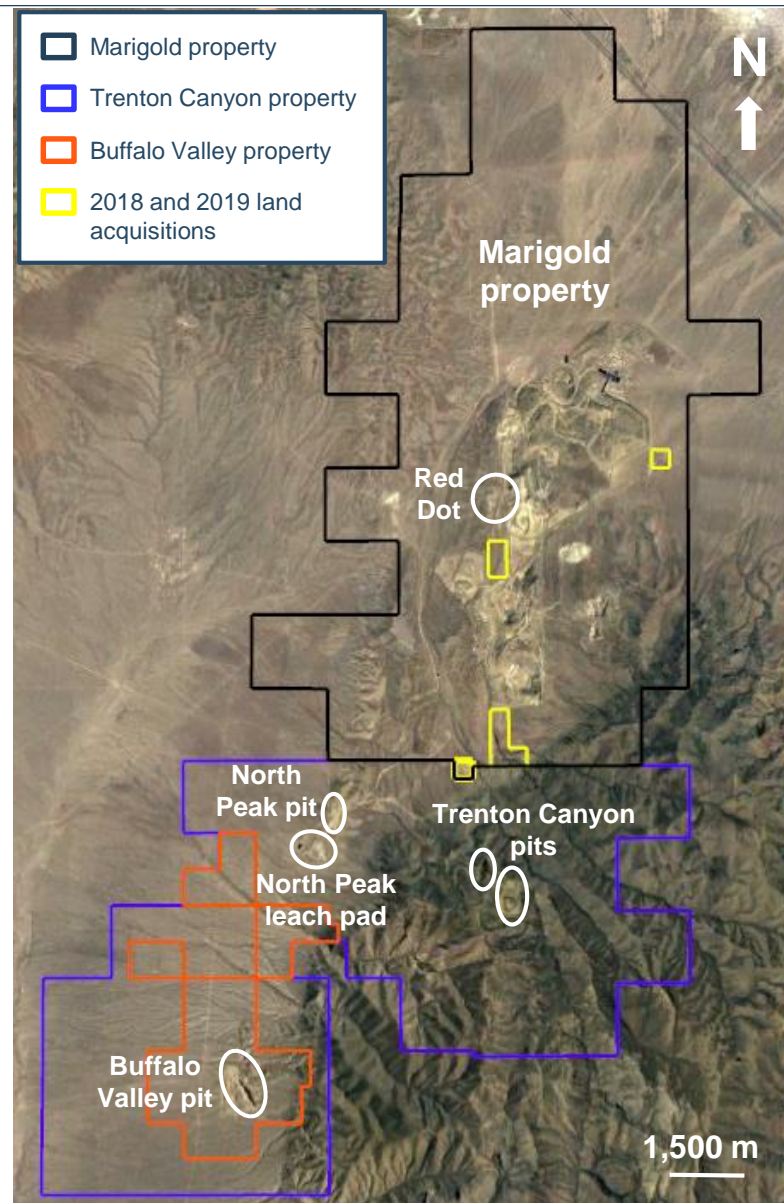 Marigold property
Trenton Canyon property
Buffalo Valley property
2018 and 2019 land
acquisitions
N
Marigold
property
Red
Dot
North
Peak pit
Trenton Canyon
pits
North Peak
leach pad
Buffalo
Valley pit
1,500 m